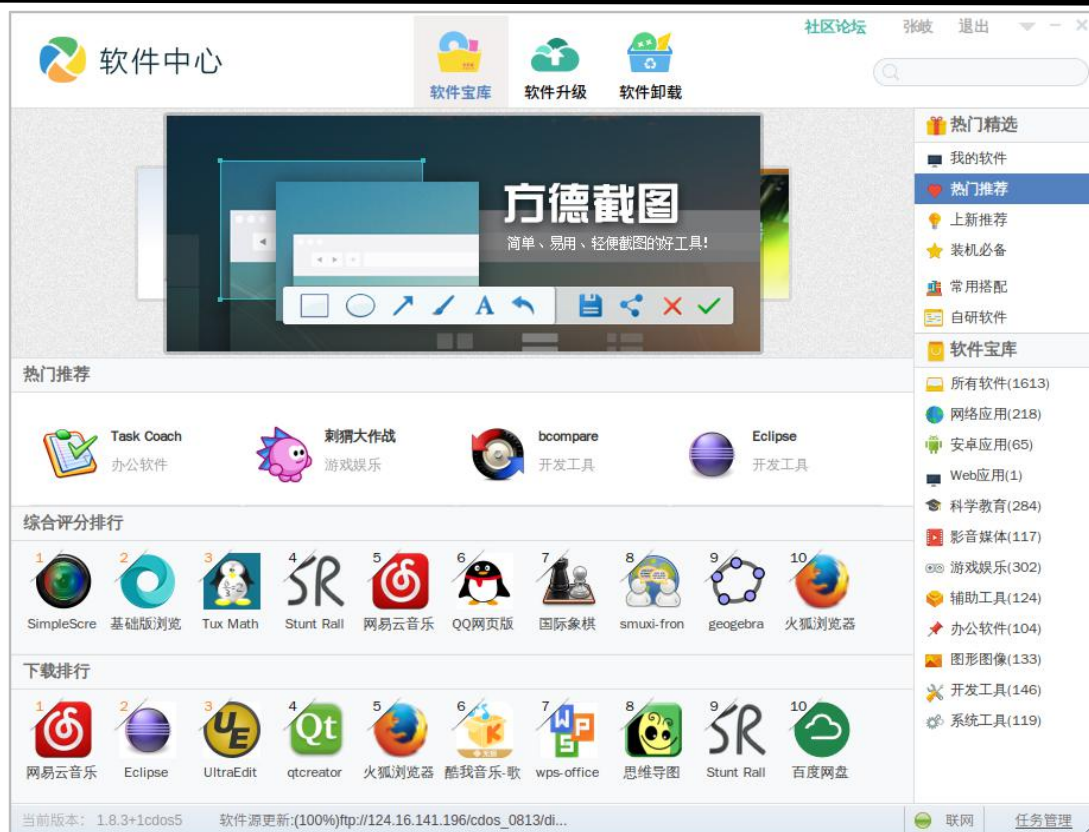 社区论坛 张岐 退出
软件中心
软件宝库 软件升级 软件卸载
方德截图
简单、易用、轻便截图的好工具!
A
热门推荐
Task Coach
办公软件
刺猬大作战
游戏娱乐
bcompare
开发工具
Eclipse
开发工具
综合评分排行
1 2 3 4 5 6 7 8 9 10
SimpleScre 基础版浏览 Tux Math Stunt Rall 网易云音乐 QQ网页版 国际象棋 smuxi-fron geogebra 火狐浏览器
下载排行
1 2 3 4 5 6 7 8 9 10
网易云音乐 Eclipse UltraEdit qtcreator 火狐浏览器 酷我音乐-歌 wps-office 思维导图 Stunt Rall 百度网盘
热门精选
我的软件
热门推荐
上新推荐
装机必备
常用搭配
自研软件
软件宝库
所有软件(1613)
网络应用(218)
安卓应用(65)
Web应用(1)
科学教育(284)
影音媒体(117)
游戏娱乐(302)
辅助工具(124)
办公软件(104)
图形图像(133)
开发工具(146)
系统工具(119)
当前版本: 1.8.3+1cdos5 软件源更新:(100%)ftp://124.16.141.196/cdos_0813/di... 联网 任务管理